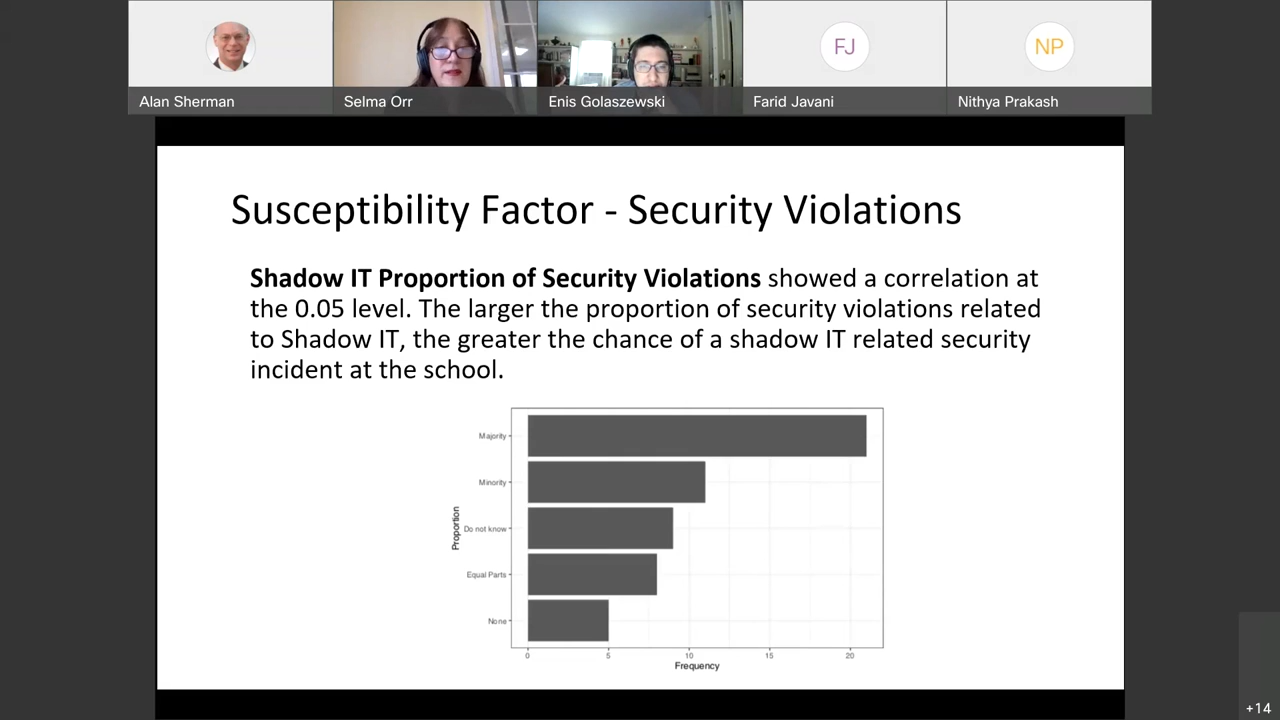 FJ
NP
Alan Sherman
Selma Orr
Enis Golaszewski
Farid Javani
Nithya Prakash
Susceptibility Factor - Security Violations
Shadow IT Proportion of Security Violations showed a correlation at
the 0.05 level. The larger the proportion of security violations related
to Shadow IT, the greater the chance of a shadow IT related security
incident at the school.
Proportion
Majority
Minority
Do not know
Equal Parts
None
0 5 10 15 20
Frequency
+14